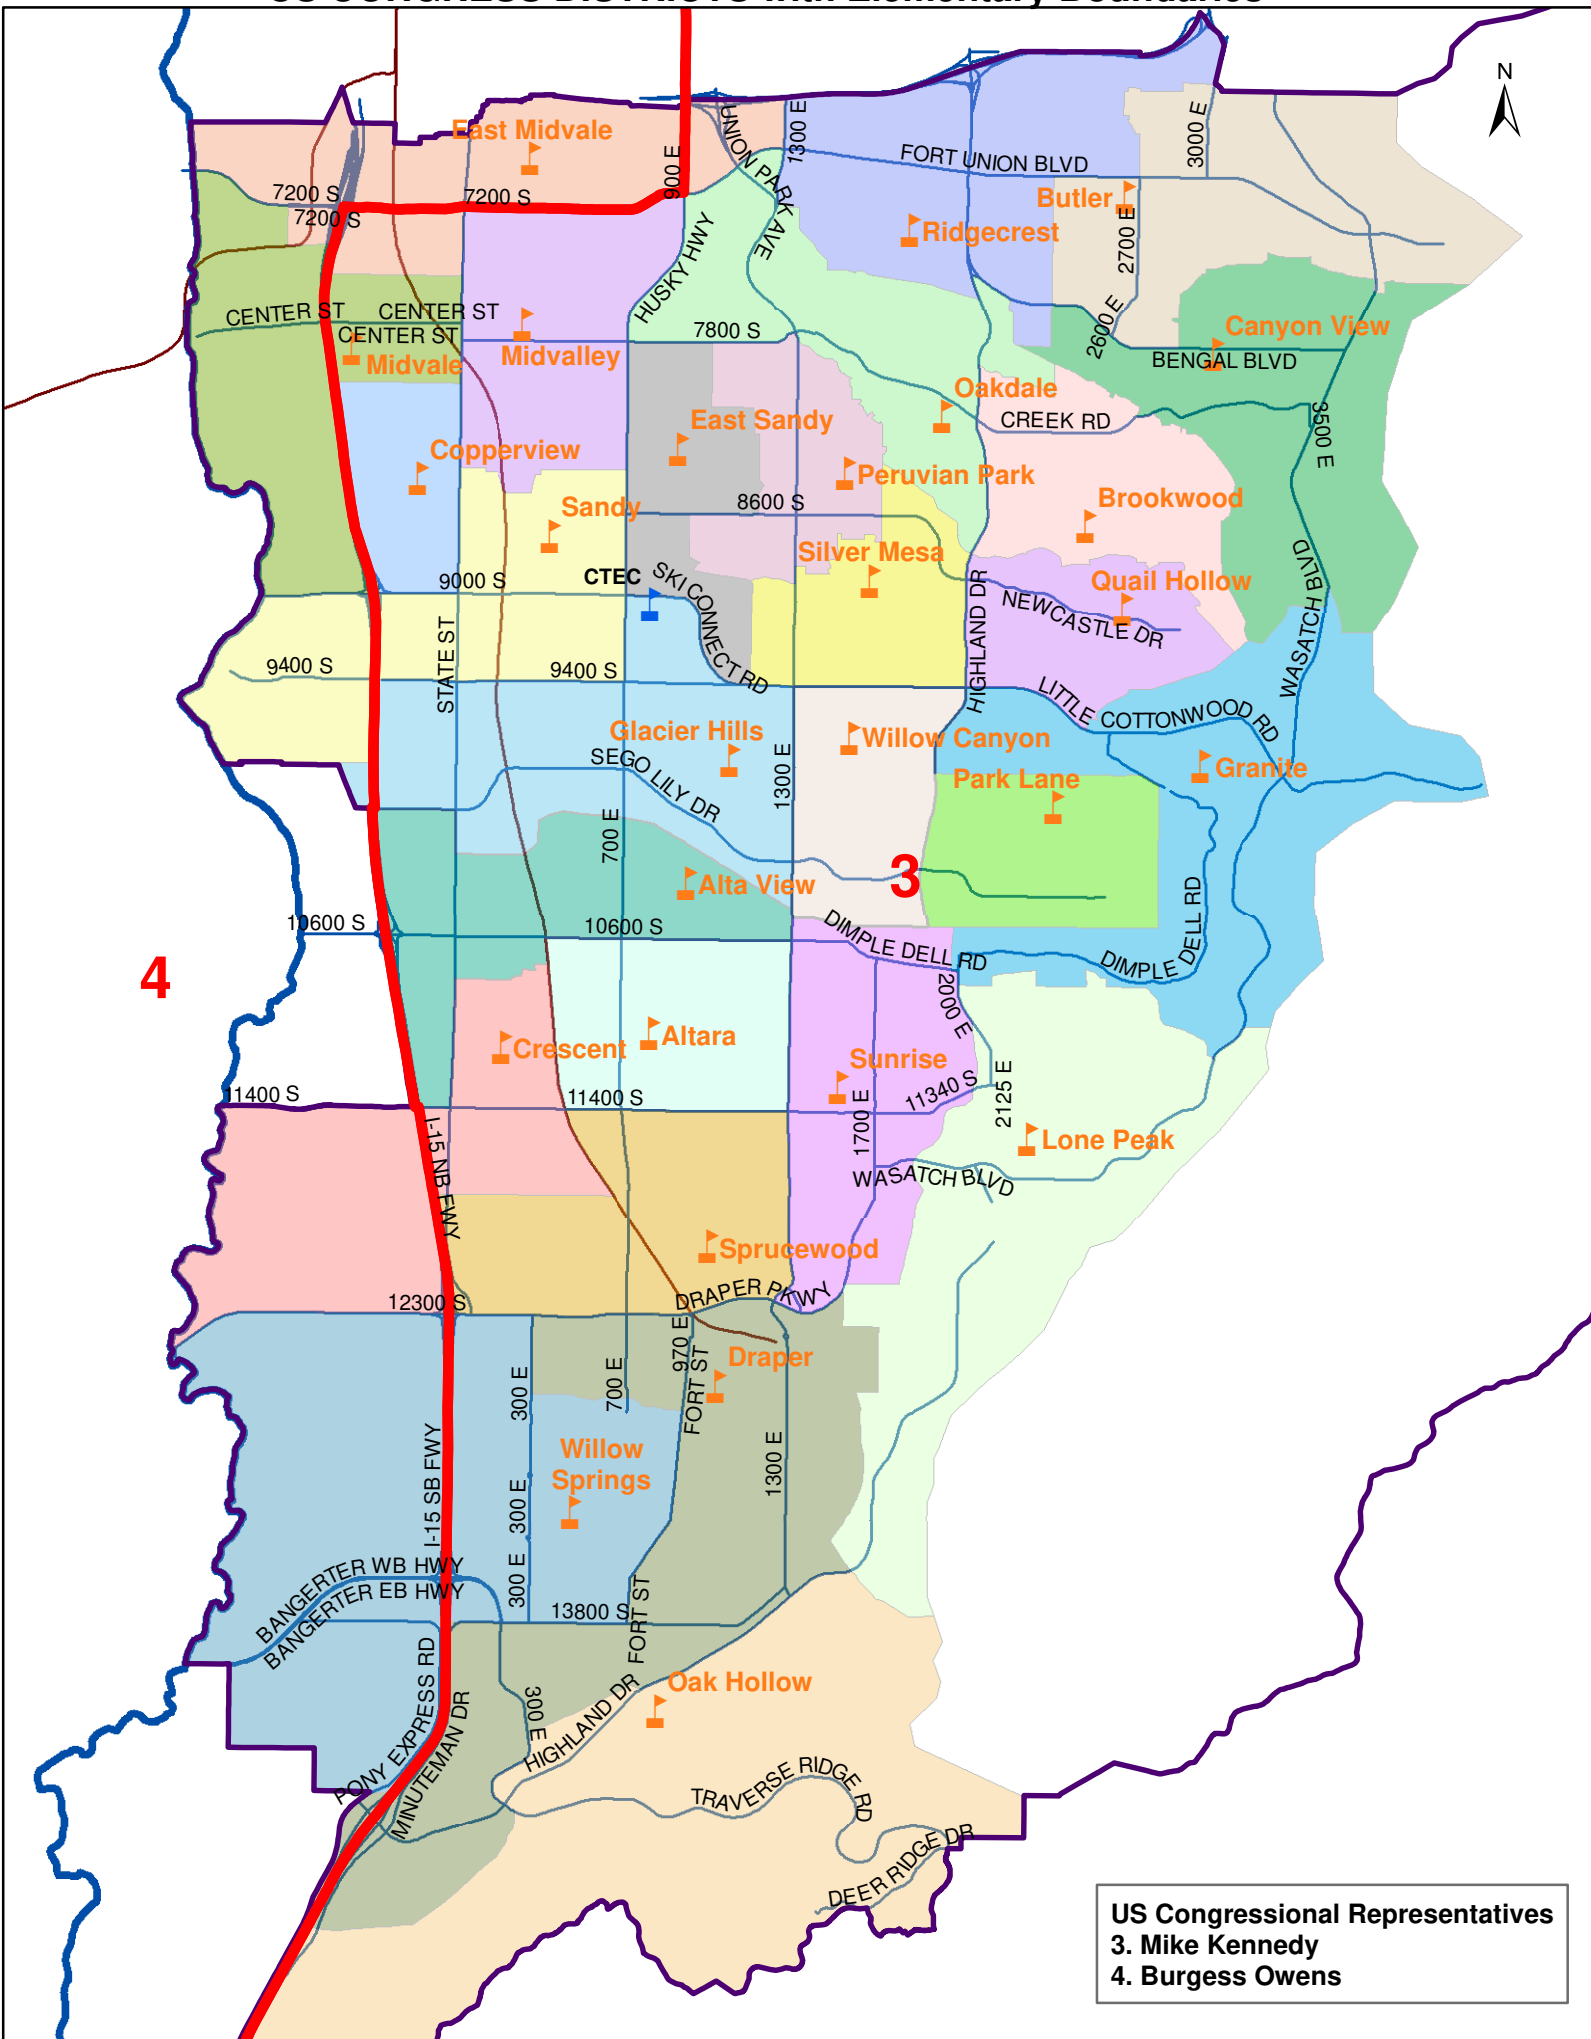 US CONGRESS DISTRICTS with Elementary Boundaries
N
East Midvale
UNION PARK AVE
1300 E
3000 E
FORT UNION BLVD
900 E
7200 S
7200 S
7200 S
Butler
Ridgecrest
2700 E
HUSKY HWY
CENTER ST
CENTER ST
CENTER ST
Midvale
Midvalley
7800 S
2600 E
Canyon View
BENGAL BLVD
Oakdale
CREEK RD
3500 E
East Sandy
Copperview
Peruvian Park
Sandy
8600 S
Brookwood
Silver Mesa
WASATCH BLVD
9000 S
CTEC
SKI CONNECT RD
Quail Hollow
NEWCASTLE DR
HIGHLAND DR
STATE ST
9400 S
9400 S
WASATCH BLVD
LITTLE COTTONWOOD RD
Glacier Hills
Willow Canyon
SEGO LILY DR
1300 E
Park Lane
Granite
700 E
3
Alta View
DIMPLE DELL RD
10600 S
10600 S
DIMPLE DELL RD
4
2000 E
Crescent
Altara
Sunrise
11340 S
2125 E
11400 S
11400 S
1700 E
Lone Peak
I-15 NB FWY
WASATCH BLVD
Sprucewood
DRAPER PKWY
12300 S
970 E
Draper
FORT ST
300 E
700 E
Willow
Springs
I-15 SB FWY
1300 E
300 E
BANGERTER WB HWY
BANGERTER EB HWY
300 E
13800 S
FORT ST
PONY EXPRESS RD
MINUTEMAN DR
300 E
HIGHLAND DR
Oak Hollow
TRAVERSE RIDGE RD
DEER RIDGE DR
US Congressional Representatives
3. Mike Kennedy
4. Burgess Owens